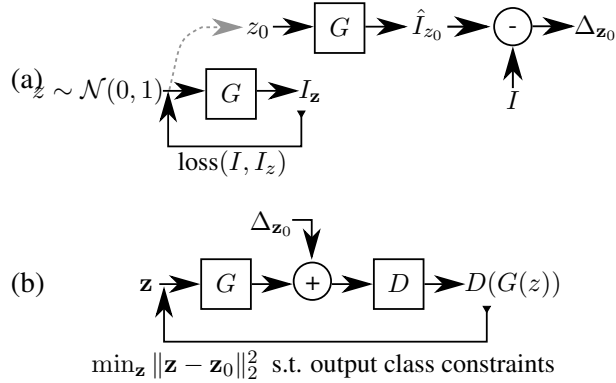 z₀ G Î_{z₀} - Δ_{𝐳₀}
(a) z ∼ 𝒩(0, 1) G I_𝐳 I
loss(I, I_z)
Δ_{𝐳₀}
(b) 𝐳 G + D D(G(z))
min_𝐳 ‖𝐳 − 𝐳₀‖₂² s.t. output class constraints